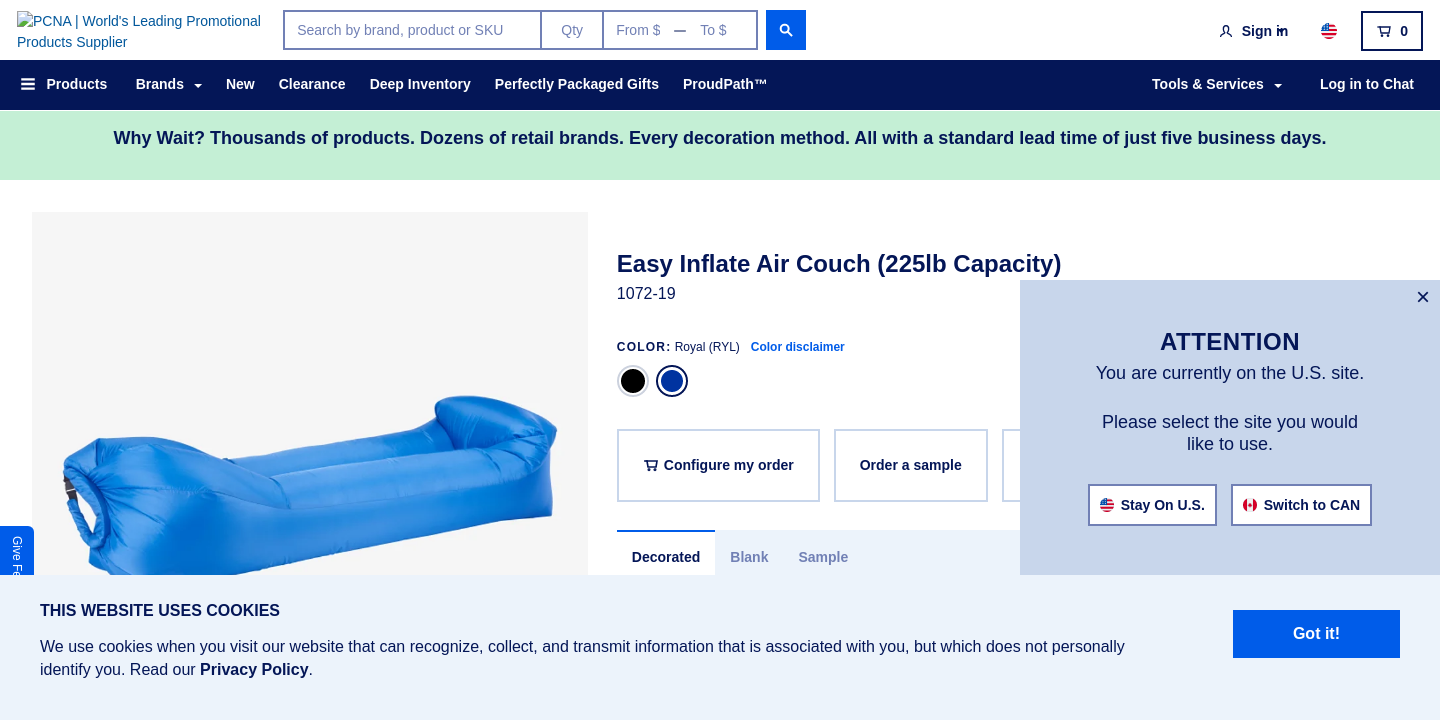 PCNA | World's Leading Promotional
Products Supplier
Search by brand, product or SKU
Qty
From $ — To $
Sign in
0
Products
Brands
New
Clearance
Deep Inventory
Perfectly Packaged Gifts
ProudPath™
Tools & Services
Log in to Chat
Why Wait? Thousands of products. Dozens of retail brands. Every decoration method. All with a standard lead time of just five business days.
Easy Inflate Air Couch (225lb Capacity)
1072-19
COLOR: Royal (RYL) Color disclaimer
Configure my order
Order a sample
Decorated
Blank
Sample
×
ATTENTION
You are currently on the U.S. site.
Please select the site you would
like to use.
Stay On U.S.
Switch to CAN
Give
THIS WEBSITE USES COOKIES
We use cookies when you visit our website that can recognize, collect, and transmit information that is associated with you, but which does not personally
identify you. Read our Privacy Policy.
Got it!